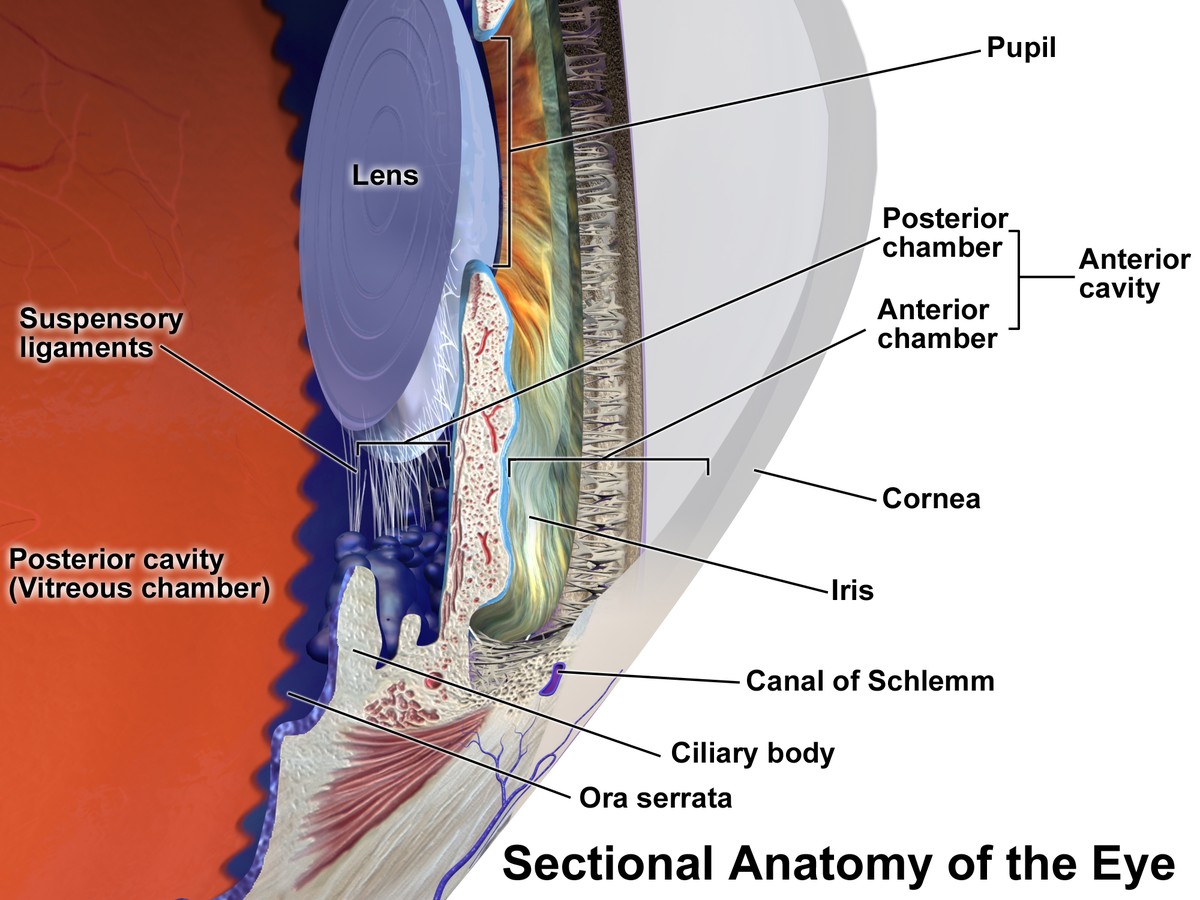 Pupil
Lens
Posterior
chamber
Anterior
cavity
Anterior
chamber
Suspensory
ligaments
Cornea
Posterior cavity
(Vitreous chamber)
Iris
Canal of Schlemm
Ciliary body
Ora serrata
Sectional Anatomy of the Eye